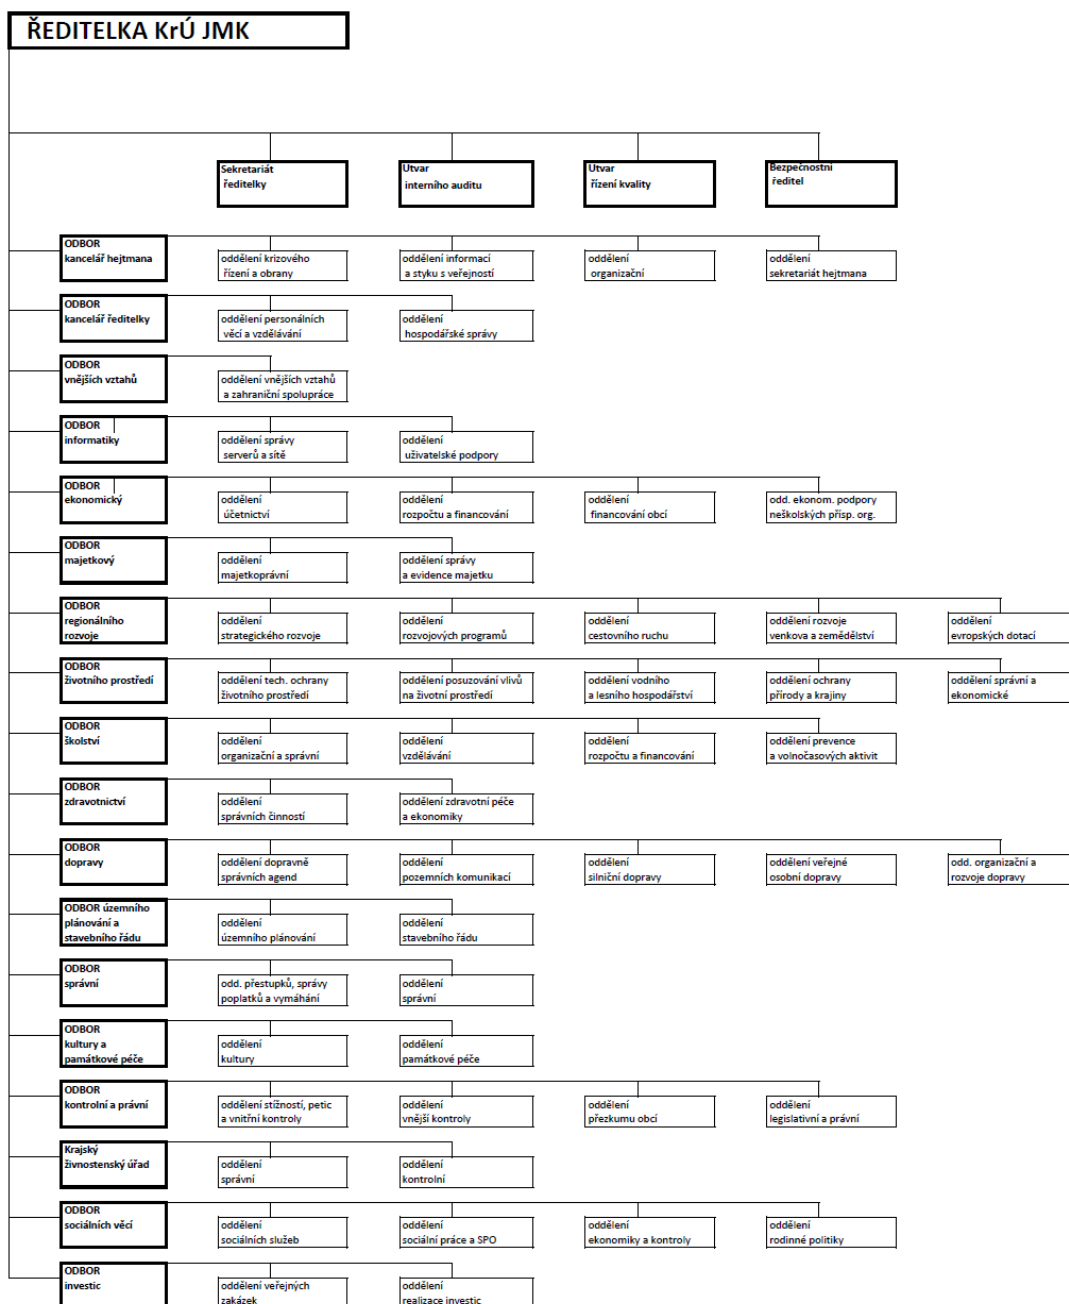 ŘEDITELKA KrÚ JMK
Sekretariát
ředitelky
Utvar
interního auditu
Utvar
řízení kvality
Bezpečnostní
ředitel
ODBOR
kancelář hejtmana
oddělení krizového
řízení a obrany
oddělení informací
a styku s veřejností
oddělení
organizační
oddělení
sekretariát hejtmana
ODBOR
kancelář ředitelky
oddělení personálních
věcí a vzdělávání
oddělení
hospodářské správy
ODBOR
vnějších vztahů
oddělení vnějších vztahů
a zahraniční spolupráce
ODBOR
informatiky
oddělení správy
serverů a sítě
oddělení
uživatelské podpory
ODBOR
ekonomický
oddělení
účetnictví
oddělení
rozpočtu a financování
oddělení
financování obcí
odd. ekonom. podpory
neškolských přísp. org.
ODBOR
majetkový
oddělení
majetkoprávní
oddělení správy
a evidence majetku
ODBOR
regionálního
rozvoje
oddělení
strategického rozvoje
oddělení
rozvojových programů
oddělení
cestovního ruchu
oddělení rozvoje
venkova a zemědělství
oddělení
evropských dotací
ODBOR
životního prostředí
oddělení tech. ochrany
životního prostředí
oddělení posuzování vlivů
na životní prostředí
oddělení vodního
a lesního hospodářství
oddělení ochrany
přírody a krajiny
oddělení správní a
ekonomické
ODBOR
školství
oddělení
organizační a správní
oddělení
vzdělávání
oddělení
rozpočtu a financování
oddělení prevence
a volnočasových aktivit
ODBOR
zdravotnictví
oddělení
správních činností
oddělení zdravotní péče
a ekonomiky
ODBOR
dopravy
oddělení dopravně
správních agend
oddělení
pozemních komunikací
oddělení
silniční dopravy
oddělení veřejné
osobní dopravy
odd. organizační a
rozvoje dopravy
ODBOR územního
plánování a
stavebního řádu
oddělení
územního plánování
oddělení
stavebního řádu
ODBOR
správní
odd. přestupků, správy
poplatků a vymáhání
oddělení
správní
ODBOR
kultury a
památkové péče
oddělení
kultury
oddělení
památkové péče
ODBOR
kontrolní a právní
oddělení stížností, petic
a vnitřní kontroly
oddělení
vnější kontroly
oddělení
přezkumu obcí
oddělení
legislativní a právní
Krajský
živnostenský úřad
oddělení
správní
oddělení
kontrolní
ODBOR
sociálních věcí
oddělení
sociálních služeb
oddělení
sociální práce a SPO
oddělení
ekonomiky a kontroly
oddělení
rodinné politiky
ODBOR
investic
oddělení veřejných
zakázek
oddělení
realizace investic